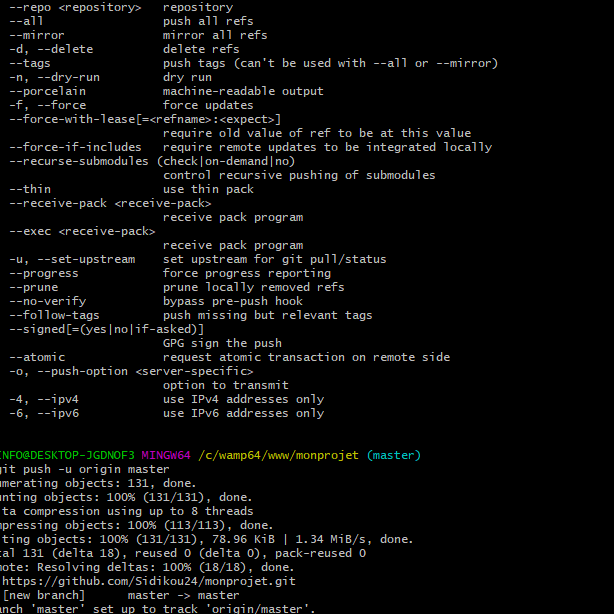 --repo <repository>   repository
--all                 push all refs
--mirror              mirror all refs
-d, --delete          delete refs
--tags                push tags (can't be used with --all or --mirror)
-n, --dry-run         dry run
--porcelain           machine-readable output
-f, --force           force updates
--force-with-lease[=<refname>:<expect>]
                      require old value of ref to be at this value
--force-if-includes   require remote updates to be integrated locally
--recurse-submodules (check|on-demand|no)
                      control recursive pushing of submodules
--thin                use thin pack
--receive-pack <receive-pack>
                      receive pack program
--exec <receive-pack>
                      receive pack program
-u, --set-upstream    set upstream for git pull/status
--progress            force progress reporting
--prune               prune locally removed refs
--no-verify           bypass pre-push hook
--follow-tags         push missing but relevant tags
--signed[=(yes|no|if-asked)]
                      GPG sign the push
--atomic              request atomic transaction on remote side
-o, --push-option <server-specific>
                      option to transmit
-4, --ipv4            use IPv4 addresses only
-6, --ipv6            use IPv6 addresses only
INFO@DESKTOP-JGDNOF3 MINGW64 /c/wamp64/www/monprojet (master)
git push -u origin master
umerating objects: 131, done.
unting objects: 100% (131/131), done.
lta compression using up to 8 threads
mpressing objects: 100% (113/113), done.
iting objects: 100% (131/131), 78.96 KiB | 1.34 MiB/s, done.
tal 131 (delta 18), reused 0 (delta 0), pack-reused 0
mote: Resolving deltas: 100% (18/18), done.
https://github.com/Sidikou24/monprojet.git
[new branch]      master -> master
anch 'master' set up to track 'origin/master'.